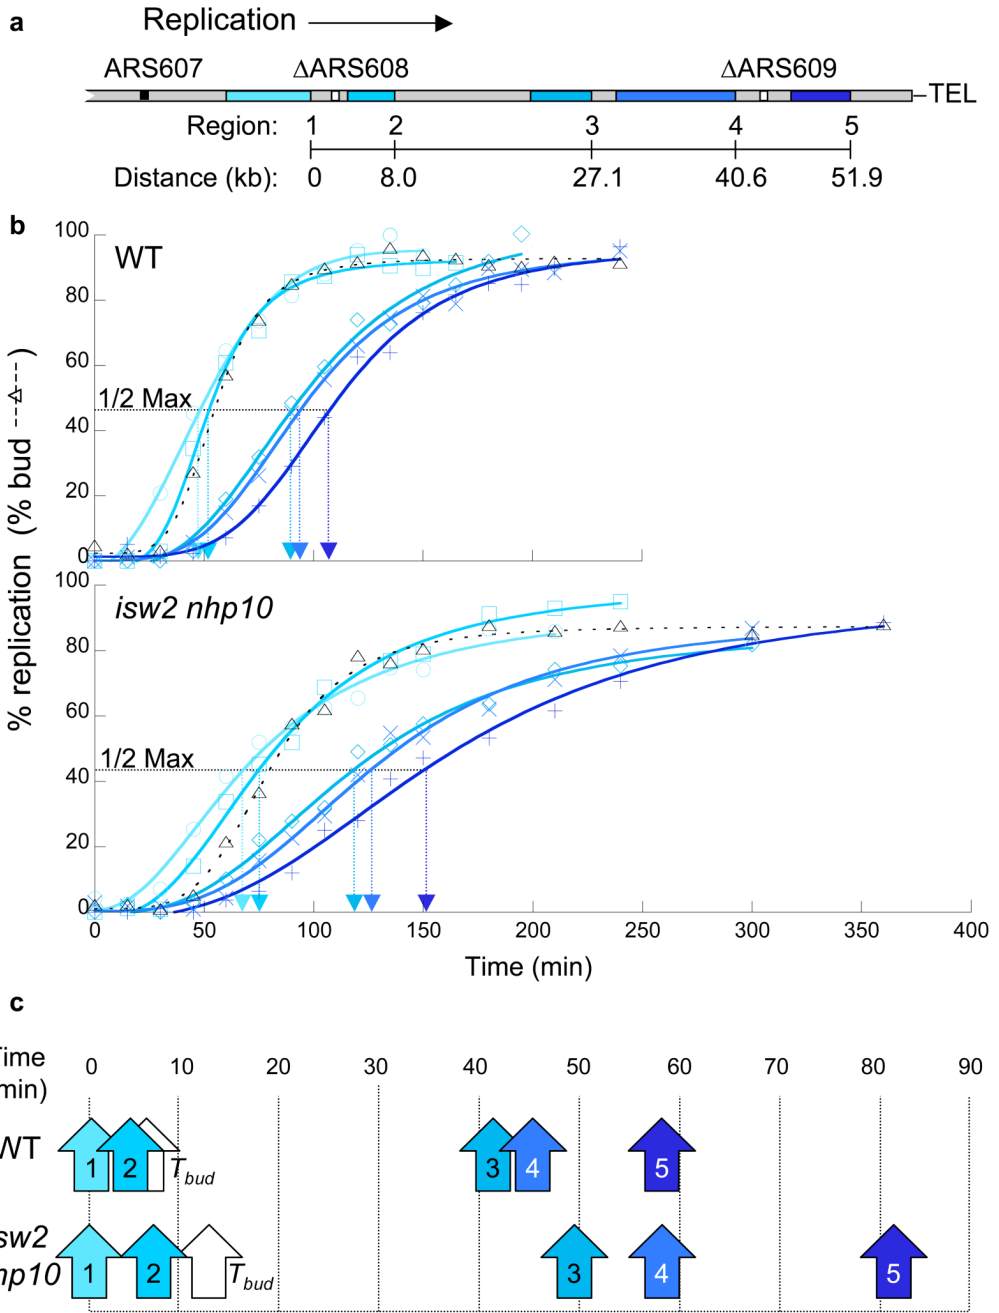 a
Replication
ARS607 ΔARS608 ΔARS609
TEL
Region: 1 2 3 4 5
Distance (kb): 0 8.0 27.1 40.6 51.9
b
% replication (% bud ---△---)
100
WT
80
60
1/2 Max
40
20
0
100
isw2 nhp10
80
60
1/2 Max
40
20
0
0 50 100 150 200 250 300 350 400
Time (min)
c
Time
(min)
0 10 20 30 40 50 60 70 80 90
WT 1 2 Tbud 3 4 5
isw2
nhp10
1 2 Tbud 3 4 5